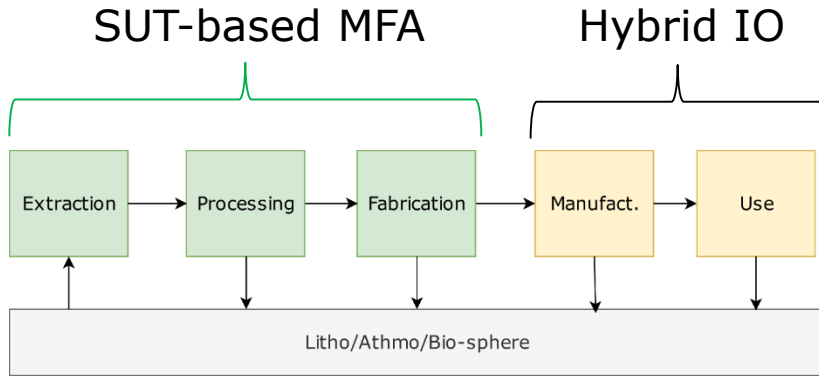 SUT-based MFA
Hybrid IO
Extraction
Processing
Fabrication
Manufact.
Use
Litho/Athmo/Bio-sphere